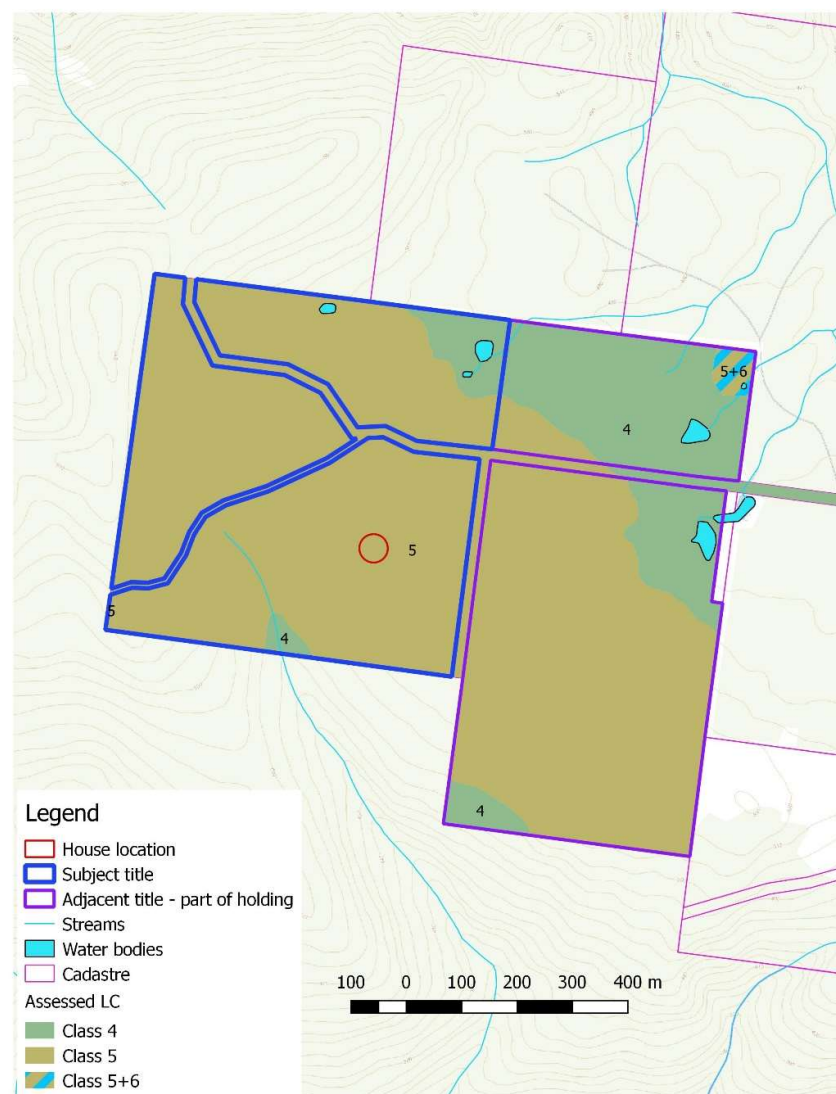 5+6
4
5
5
4
4
Legend
House location
Subject title
Adjacent title - part of holding
Streams
Water bodies
Cadastre
100 0 100 200 300 400 m
Assessed LC
Class 4
Class 5
Class 5+6